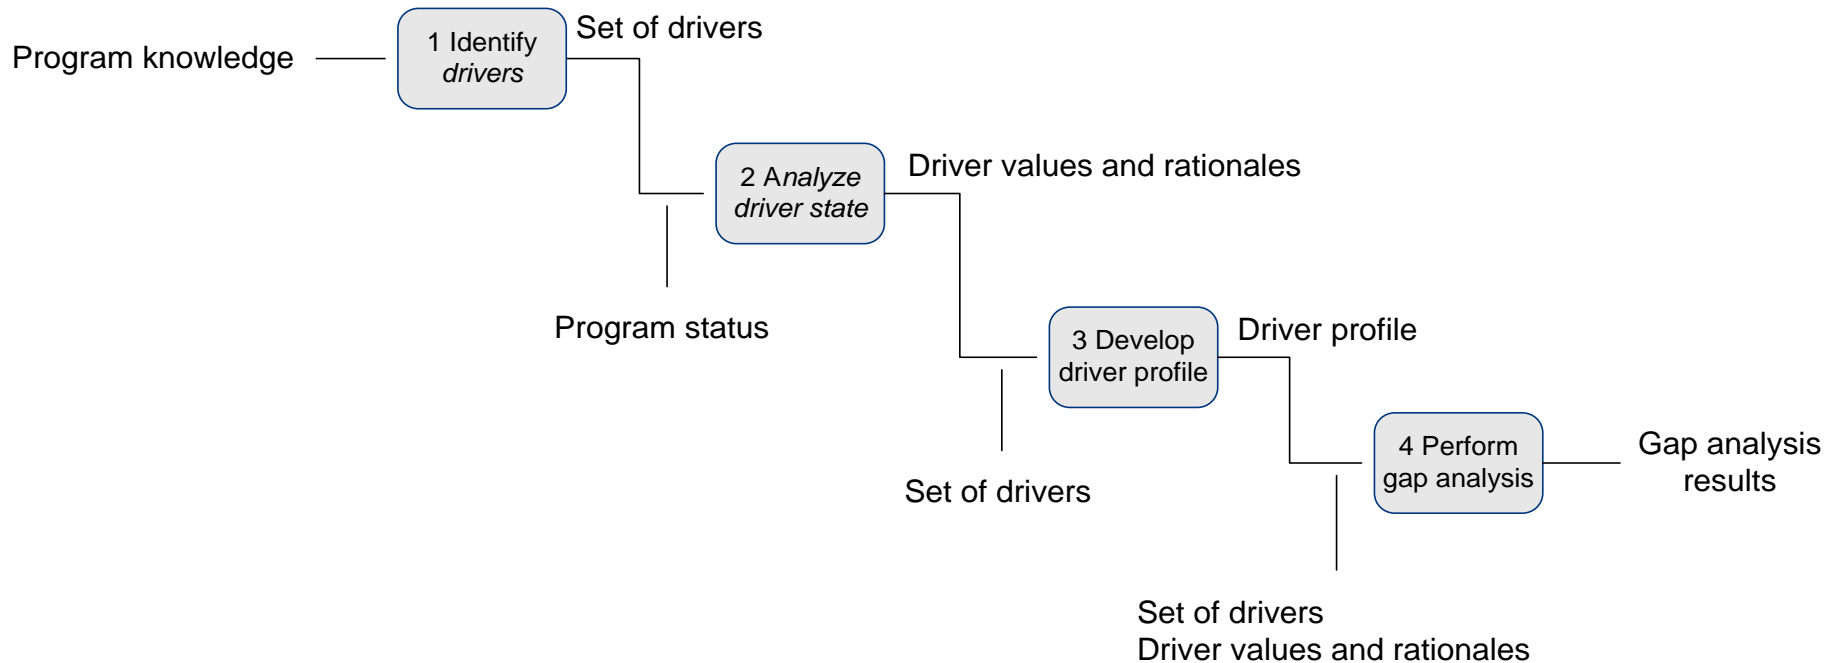 Set of drivers
Program knowledge
1 Identify
drivers
Driver values and rationales
2 Analyze
driver state
Program status
Driver profile
3 Develop
driver profile
Set of drivers
4 Perform
gap analysis
Gap analysis
results
Set of drivers
Driver values and rationales